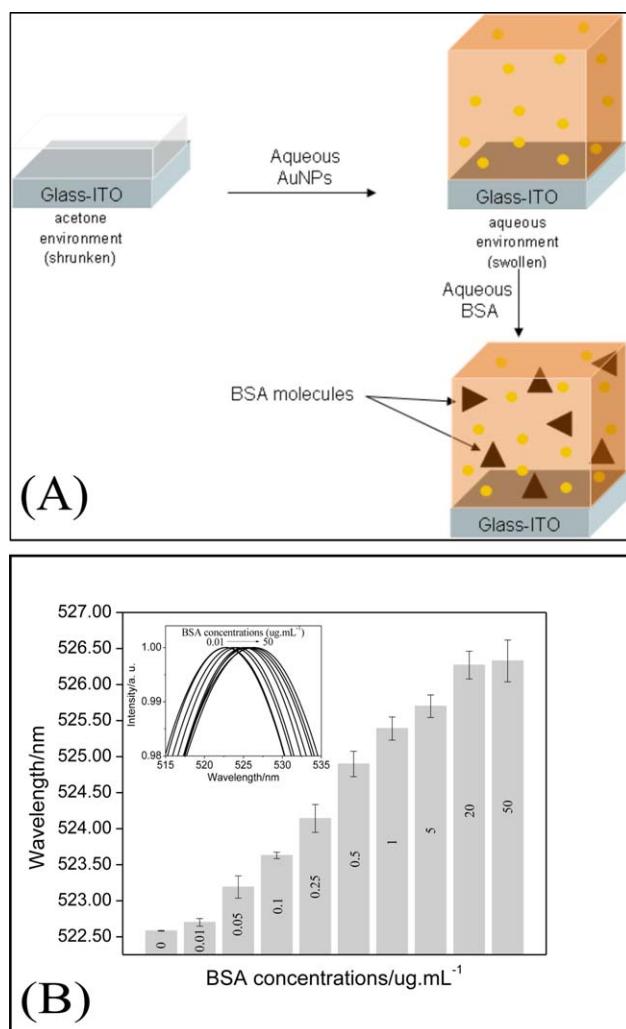 Glass-ITO
acetone
environment
(shrunken)
Aqueous
AuNPs
Glass-ITO
aqueous
environment
(swollen)
Aqueous
BSA
BSA molecules
Glass-ITO
(A)
527.00
526.50
526.00
525.50
525.00
524.50
524.00
523.50
523.00
522.50
Wavelength/nm
BSA concentrations (ug.mL⁻¹)
0.01 50
1.00
0.99
0.98
Intensity/a. u.
515 520 525 530 535
Wavelength/nm
0
0.01
0.05
0.1
0.25
0.5
1
5
20
50
BSA concentrations/ug.mL⁻¹
(B)